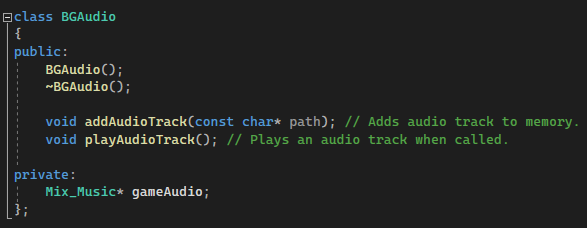 class BGAudio
{
public:
    BGAudio();
    ~BGAudio();

    void addAudioTrack(const char* path); // Adds audio track to memory.
    void playAudioTrack(); // Plays an audio track when called.

private:
    Mix_Music* gameAudio;
};